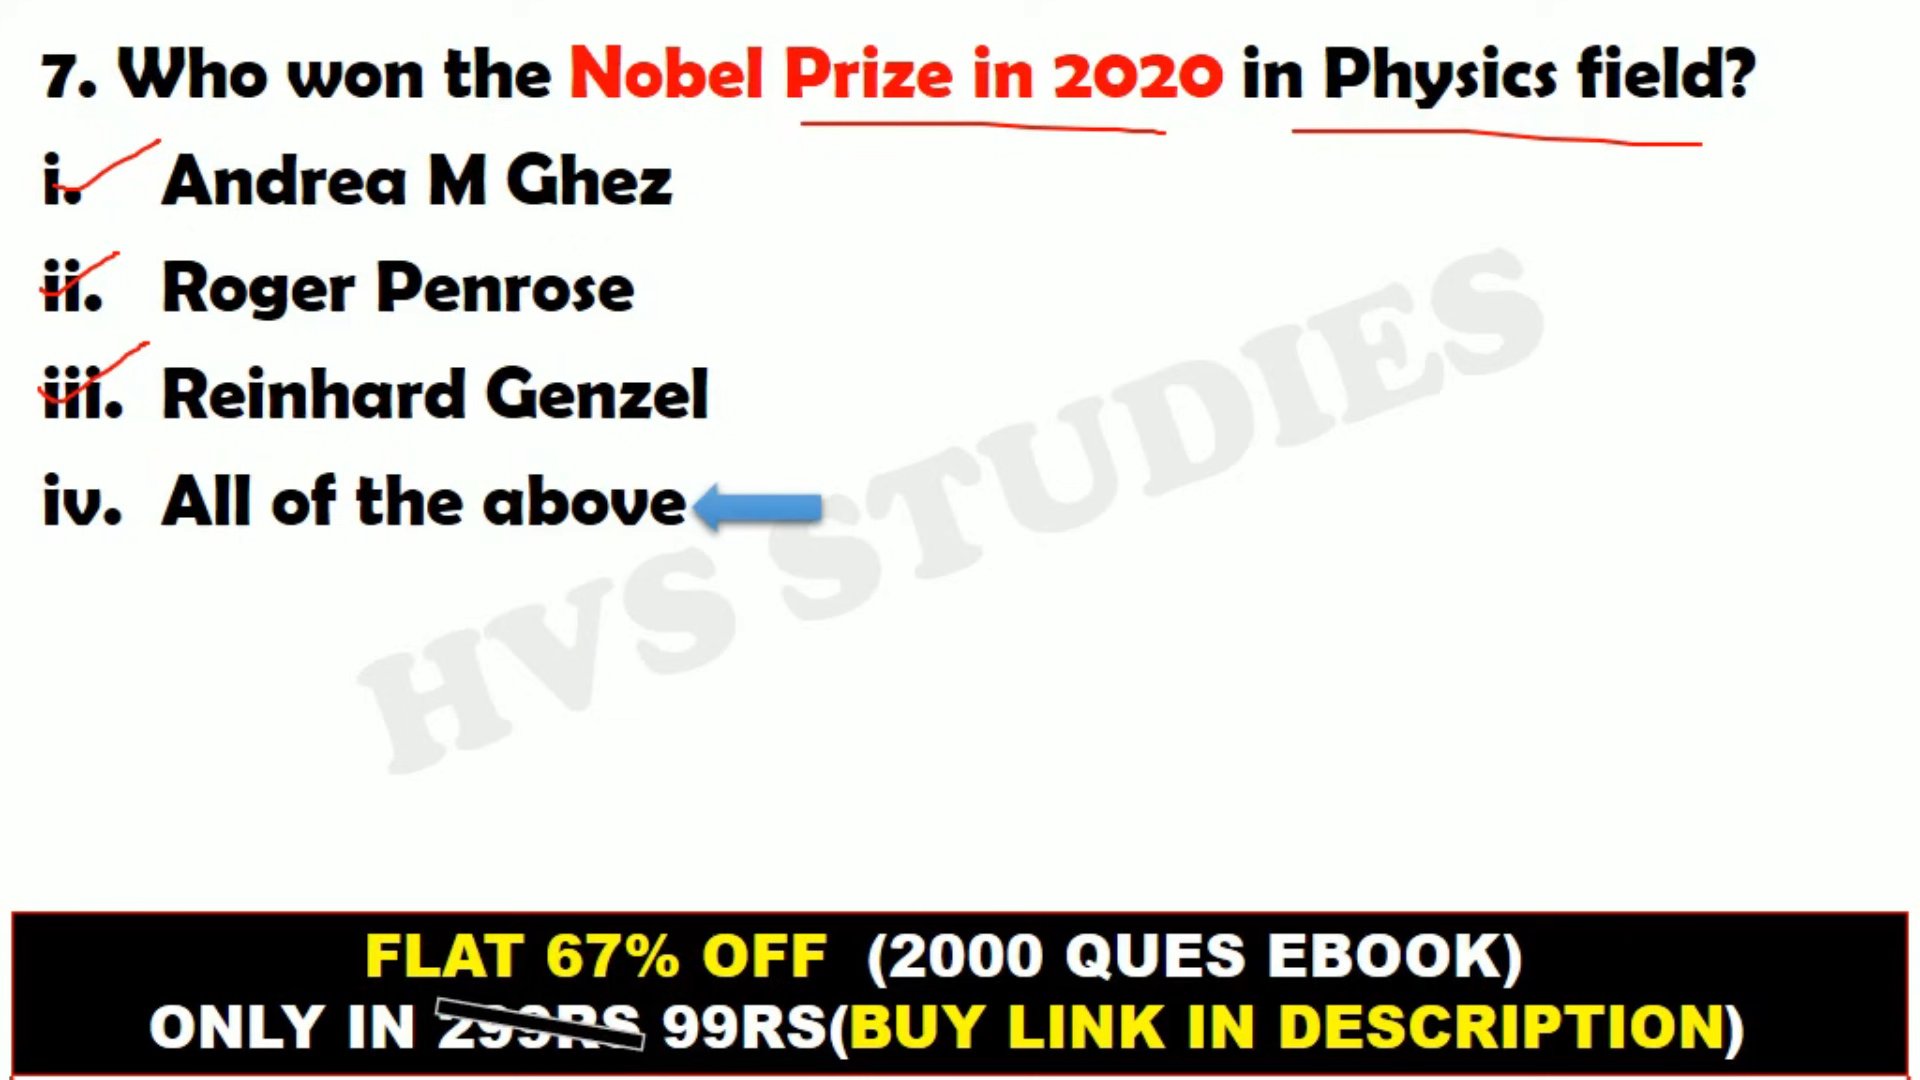 7. Who won the Nobel Prize in 2020 in Physics field?
i. Andrea M Ghez
ii. Roger Penrose
iii. Reinhard Genzel
iv. All of the above
HVS STUDIES
FLAT 67% OFF (2000 QUES EBOOK)
ONLY IN 299RS 99RS(BUY LINK IN DESCRIPTION)